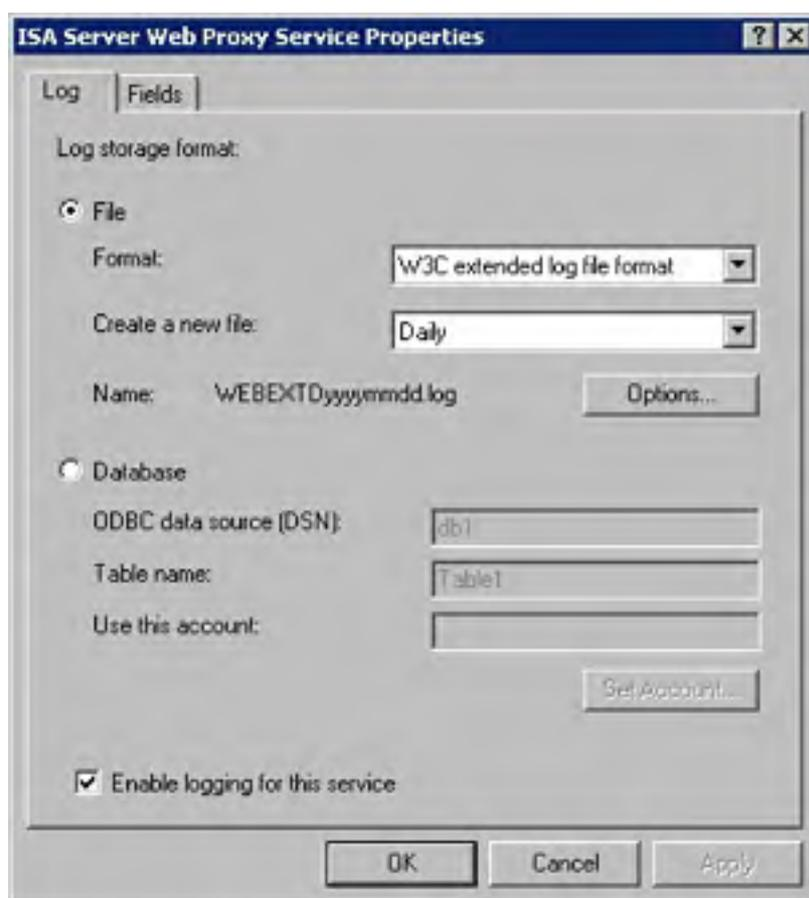 ISA Server Web Proxy Service Properties
Log Fields
Log storage format:
File
Format: W3C extended log file format
Create a new file: Daily
Name: WEBEXTDyyyymmdd.log Options...
Database
ODBC data source (DSN): db1
Table name: Table1
Use this account:
Set Account...
Enable logging for this service
OK Cancel Apply